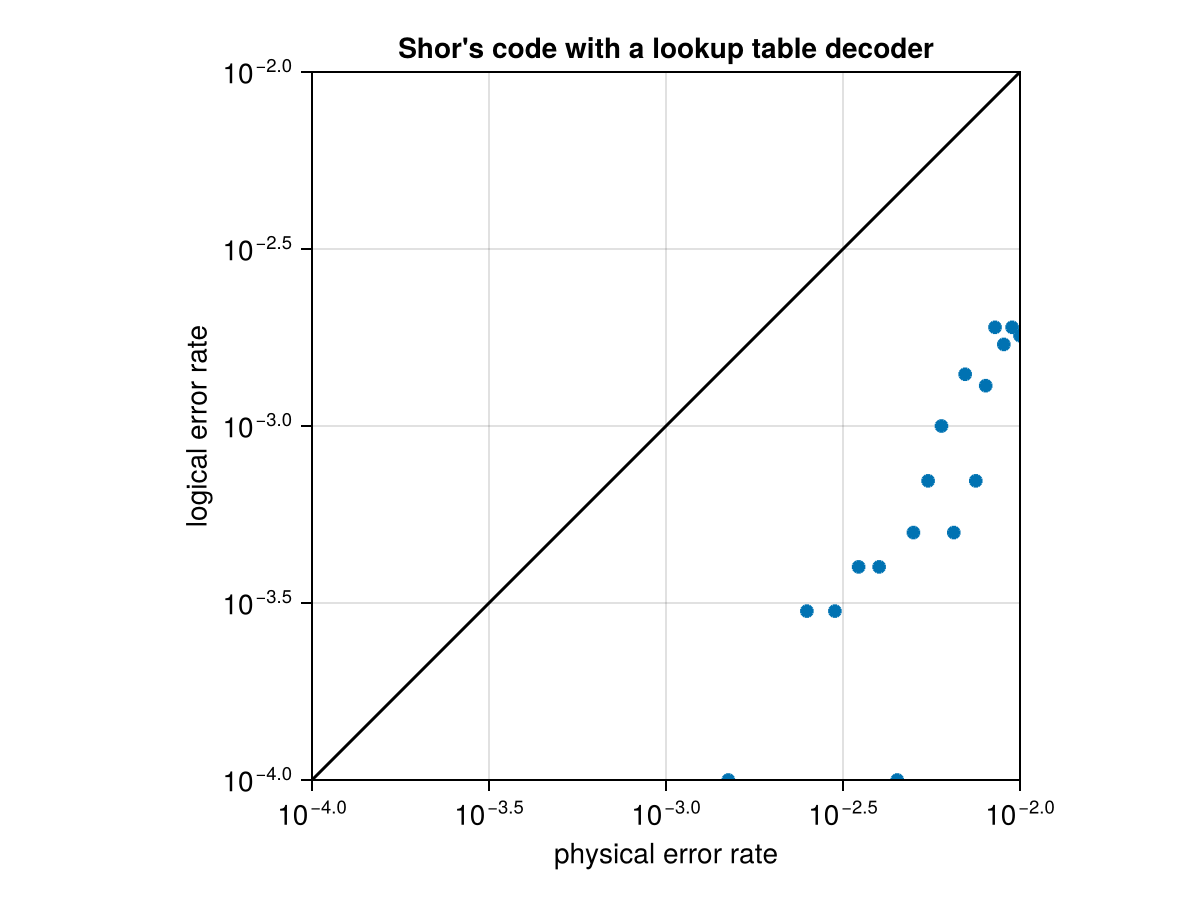 Shor's code with a lookup table decoder
10^−2.0
10^−2.5
10^−3.0
10^−3.5
10^−4.0
logical error rate
10^−4.0 10^−3.5 10^−3.0 10^−2.5 10^−2.0
physical error rate